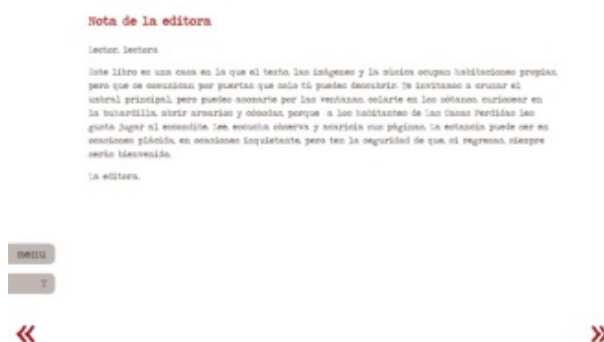 Nota de la editora
Lector, lectora
Este libro es una casa en la que el texto, las imágenes y la música ocupan habitaciones propias,
pero que se comunican por puertas que solo tú puedes descubrir. Te invitamos a cruzar el
umbral principal, pero puedes asomarte por las ventanas, colarte en los sótanos, curiosear en
la buhardilla, abrir armarios y cómodas, porque a los habitantes de las Casas Perdidas les
gusta jugar al escondite. Lee, escucha observa y acaricia sus páginas. La estancia puede ser en
ocasiones plácida, en ocasiones inquietante, pero ten la seguridad de que, si regresas, siempre
serás bienvenido.
La editora.
menu
?
«
»